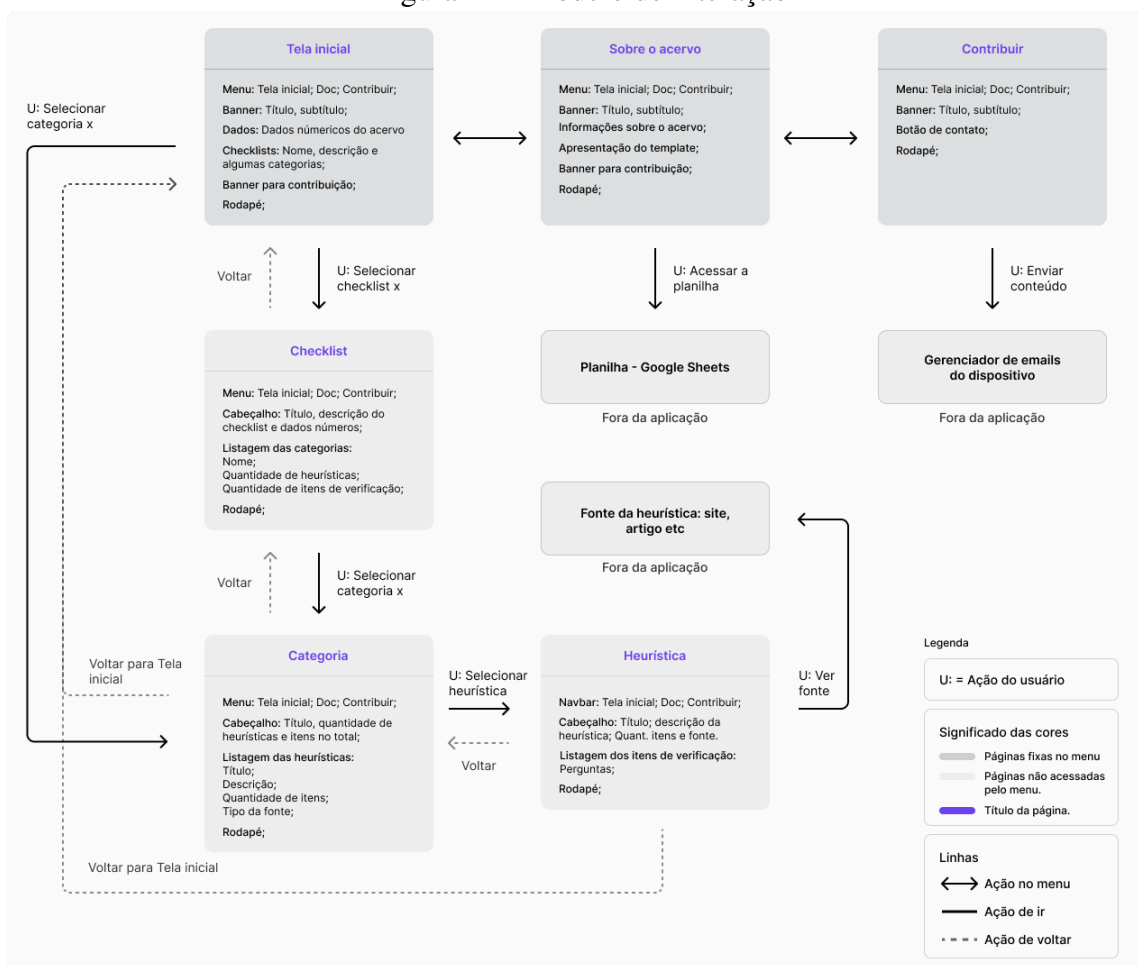 Tela inicial
Menu: Tela inicial; Doc; Contribuir;
Banner: Título, subtítulo;
Dados: Dados númericos do acervo
Checklists: Nome, descrição e
algumas categorias;
Banner para contribuição;
Rodapé;
Sobre o acervo
Menu: Tela inicial; Doc; Contribuir;
Banner: Título, subtítulo;
Informações sobre o acervo;
Apresentação do template;
Banner para contribuição;
Rodapé;
Contribuir
Menu: Tela inicial; Doc; Contribuir;
Banner: Título, subtítulo;
Botão de contato;
Rodapé;
U: Selecionar
categoria x
Voltar
U: Selecionar
checklist x
U: Acessar a
planilha
U: Enviar
conteúdo
Checklist
Menu: Tela inicial; Doc; Contribuir;
Cabeçalho: Título, descrição do
checklist e dados números;
Listagem das categorias:
Nome;
Quantidade de heurísticas;
Quantidade de itens de verificação;
Rodapé;
Planilha - Google Sheets
Fora da aplicação
Gerenciador de emails
do dispositivo
Fora da aplicação
Fonte da heurística: site,
artigo etc
Fora da aplicação
Voltar
U: Selecionar
categoria x
Voltar para Tela
inicial
Categoria
Menu: Tela inicial; Doc; Contribuir;
Cabeçalho: Título, quantidade de
heurísticas e itens no total;
Listagem das heurísticas:
Título;
Descrição;
Quantidade de itens;
Tipo da fonte;
Rodapé;
U: Selecionar
heurística
Voltar
Heurística
Navbar: Tela inicial; Doc; Contribuir;
Cabeçalho: Título; descrição da
heurística; Quant. itens e fonte.
Listagem dos itens de verificação:
Perguntas;
Rodapé;
U: Ver
fonte
Voltar para Tela inicial
Legenda
U: = Ação do usuário
Significado das cores
Páginas fixas no menu
Páginas não acessadas
pelo menu.
Título da página.
Linhas
Ação no menu
Ação de ir
Ação de voltar